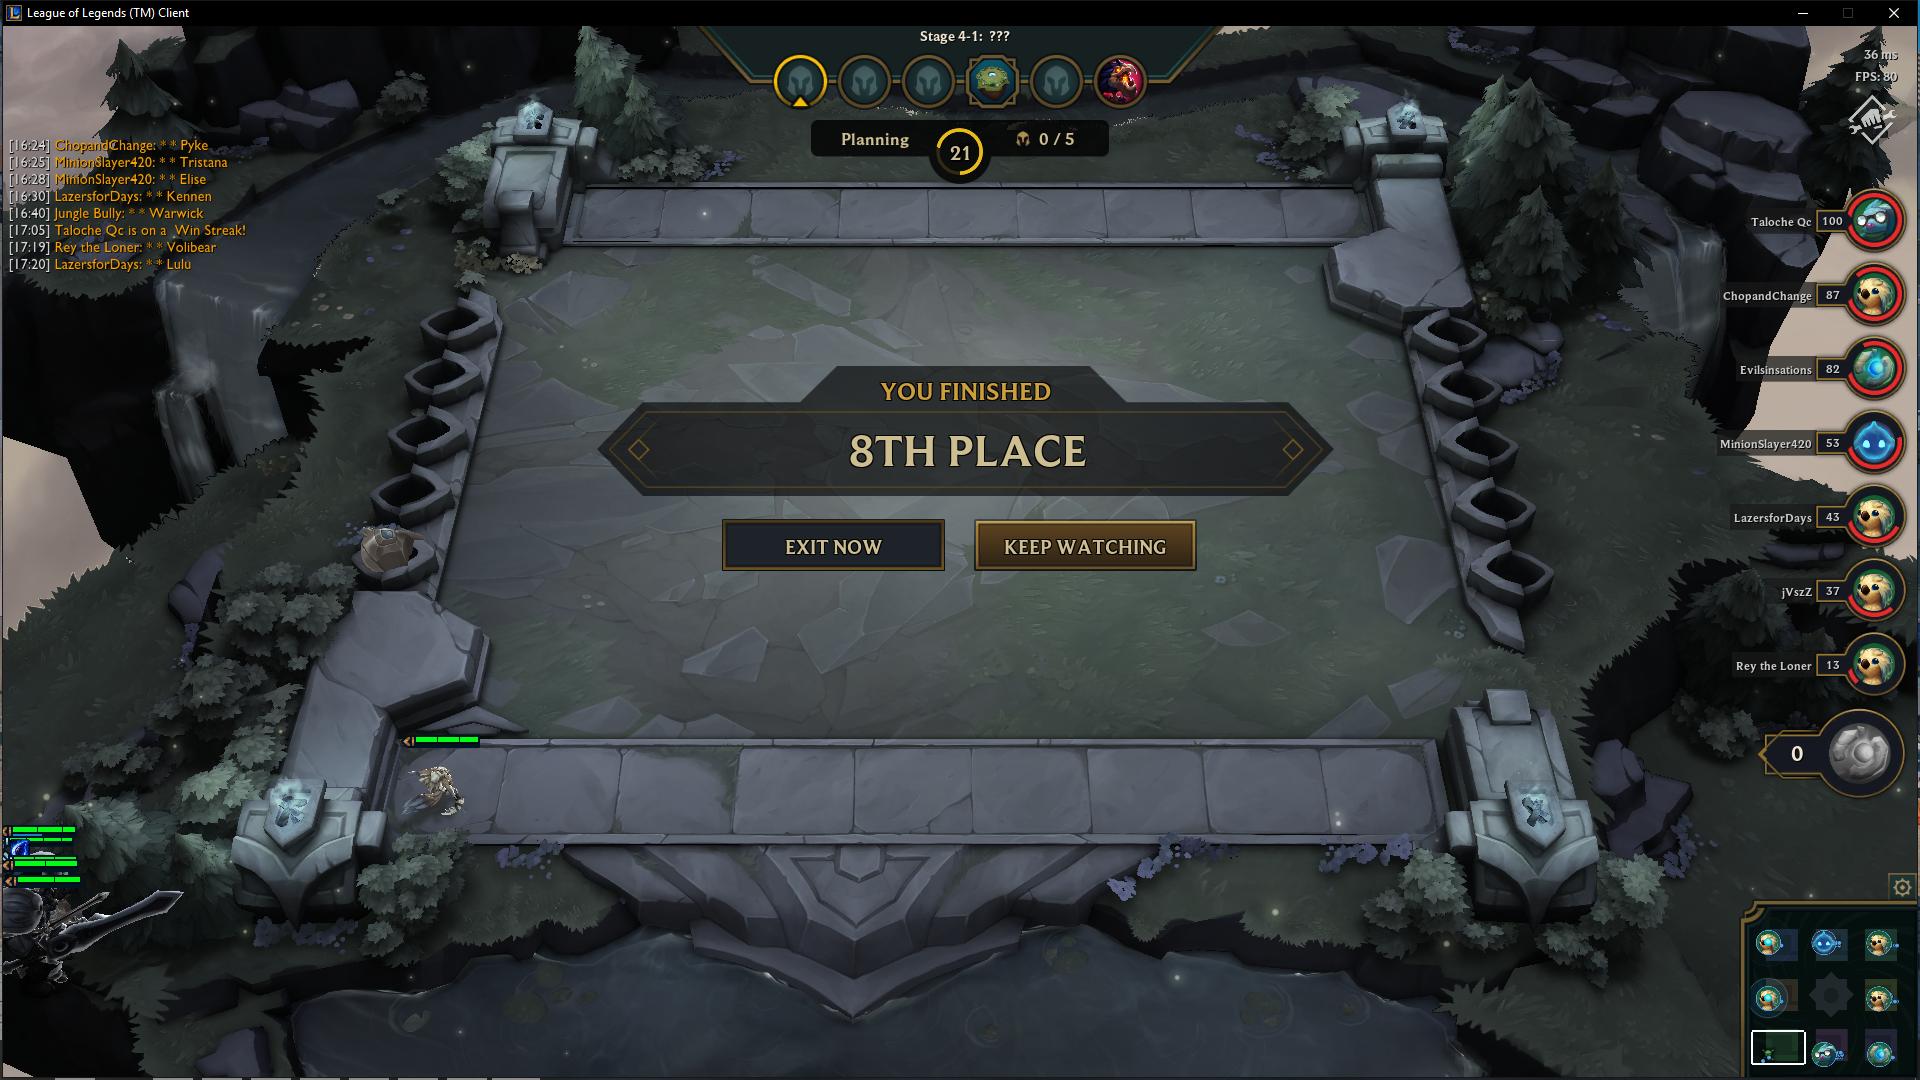 League of Legends (TM) Client
Stage 4-1: ???
36 ms
FPS: 80
Planning
21
0 / 5
[16:24] ChopandChange: * * Pyke
[16:25] MinionSlayer420: * * Tristana
[16:28] MinionSlayer420: * * Elise
[16:30] LazersforDays: * * Kennen
[16:40] Jungle Bully: * * Warwick
[17:05] Taloche Qc is on a  Win Streak!
[17:19] Rey the Loner: * * Volibear
[17:20] LazersforDays: * * Lulu
Taloche Qc 100
ChopandChange 87
Evilsinsations 82
MinionSlayer420 53
LazersforDays 43
jVszZ 37
Rey the Loner 13
0
YOU FINISHED
8TH PLACE
EXIT NOW
KEEP WATCHING